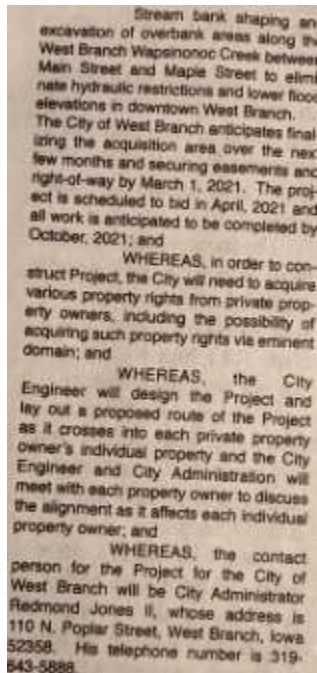 Stream bank shaping and
excavation of overbank areas along the
West Branch Wapsinonoc Creek between
Main Street and Maple Street to elimi-
nate hydraulic restrictions and lower flood
elevations in downtown West Branch.
The City of West Branch anticipates final-
izing the acquisition area over the next
few months and securing easements and
right-of-way by March 1, 2021. The proj-
ect is scheduled to bid in April, 2021 and
all work is anticipated to be completed by
October, 2021; and
WHEREAS, in order to con-
struct Project, the City will need to acquire
various property rights from private prop-
erty owners, including the possibility of
acquiring such property rights via eminent
domain; and
WHEREAS, the City
Engineer will design the Project and
lay out a proposed route of the Project
as it crosses into each private property
owner's individual property and the City
Engineer and City Administration will
meet with each property owner to discuss
the alignment as it affects each individual
property owner; and
WHEREAS, the contact
person for the Project for the City of
West Branch will be City Administrator
Redmond Jones II, whose address is
110 N. Poplar Street, West Branch, Iowa
52358. His telephone number is 319-
643-5888.